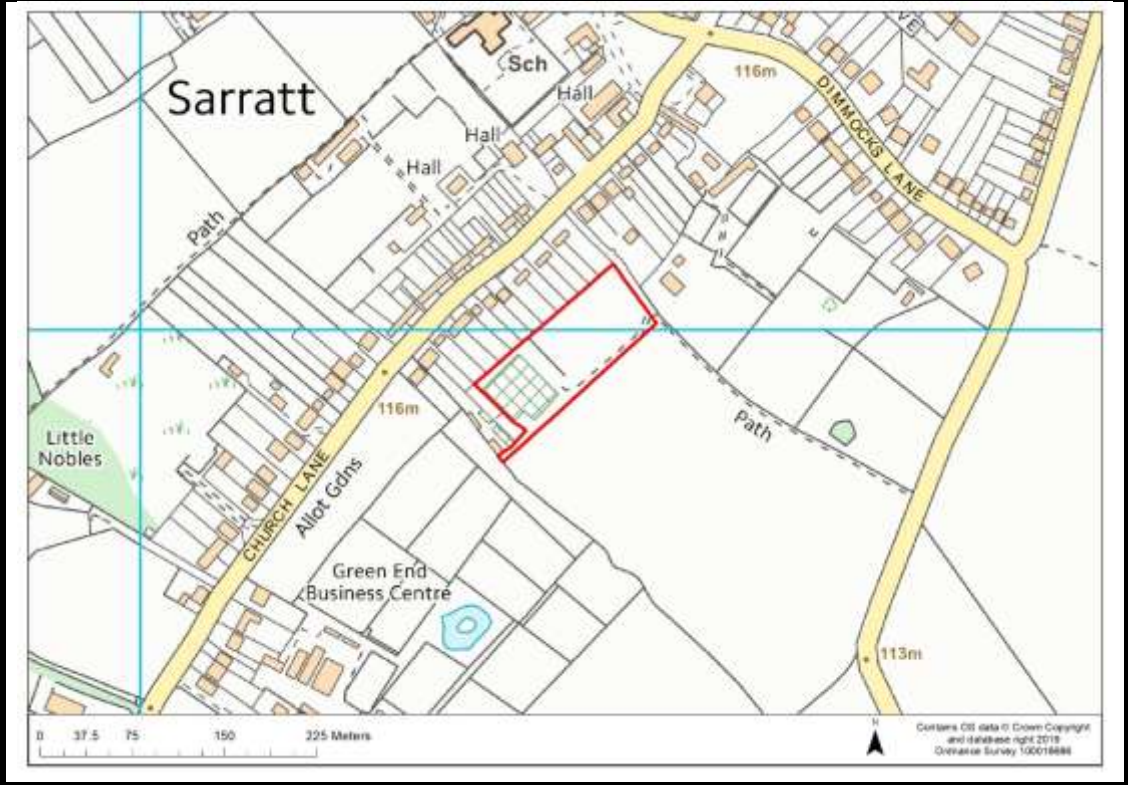 Sarratt
Sch
Hall
Hall
Hall
116m
DIMMOCKS LANE
Path
116m
Little
Nobles
CHURCH LANE
Allot Gdns
Path
Green End
Business Centre
113m
0 37.5 75 150 225 Meters
N
Contains OS data © Crown Copyright
and database right 2019
Ordnance Survey 100018686